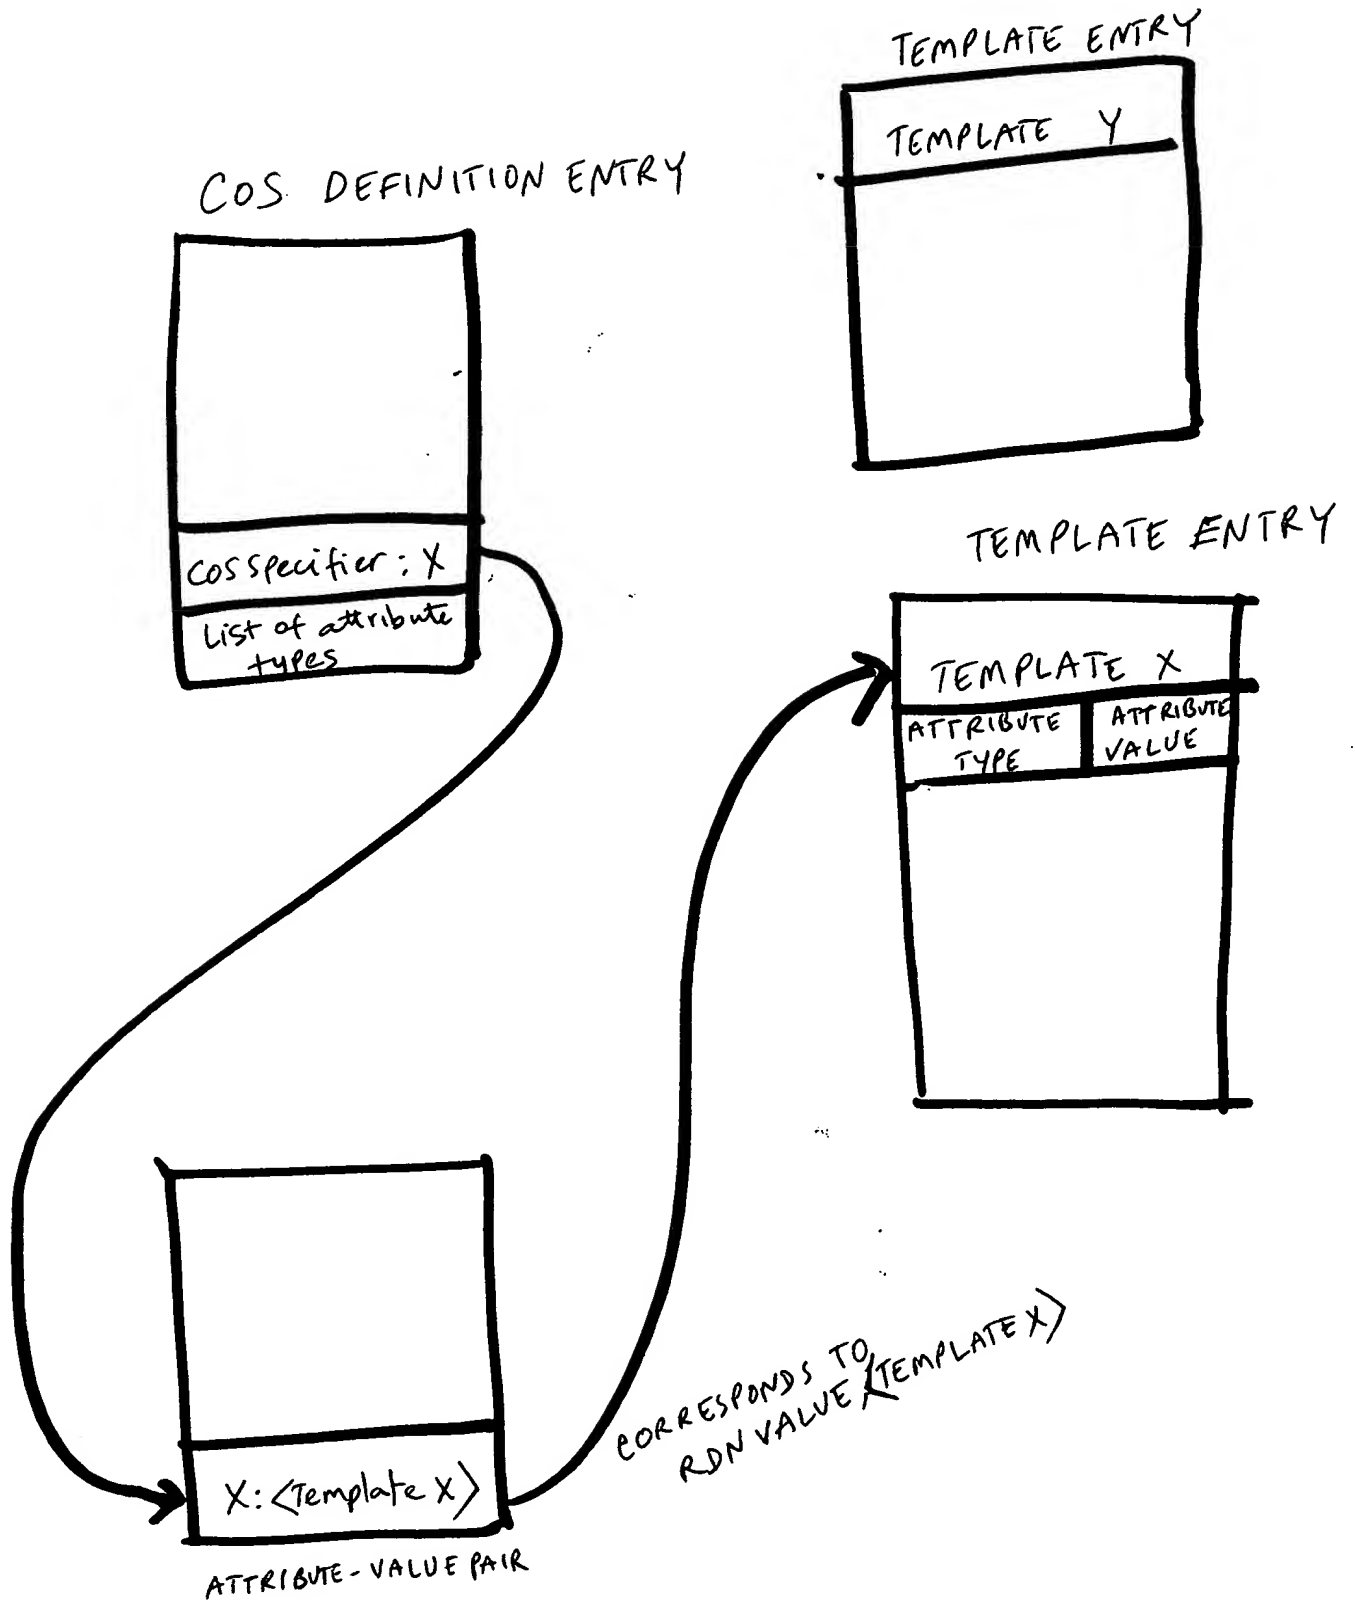 TEMPLATE ENTRY
TEMPLATE Y
COS DEFINITION ENTRY
cosspecifier: X
List of attribute
types
TEMPLATE ENTRY
TEMPLATE X
ATTRIBUTE
TYPE
ATTRIBUTE
VALUE
X: <Template X>
ATTRIBUTE-VALUE PAIR
CORRESPONDS TO
RDN VALUE <TEMPLATE X>